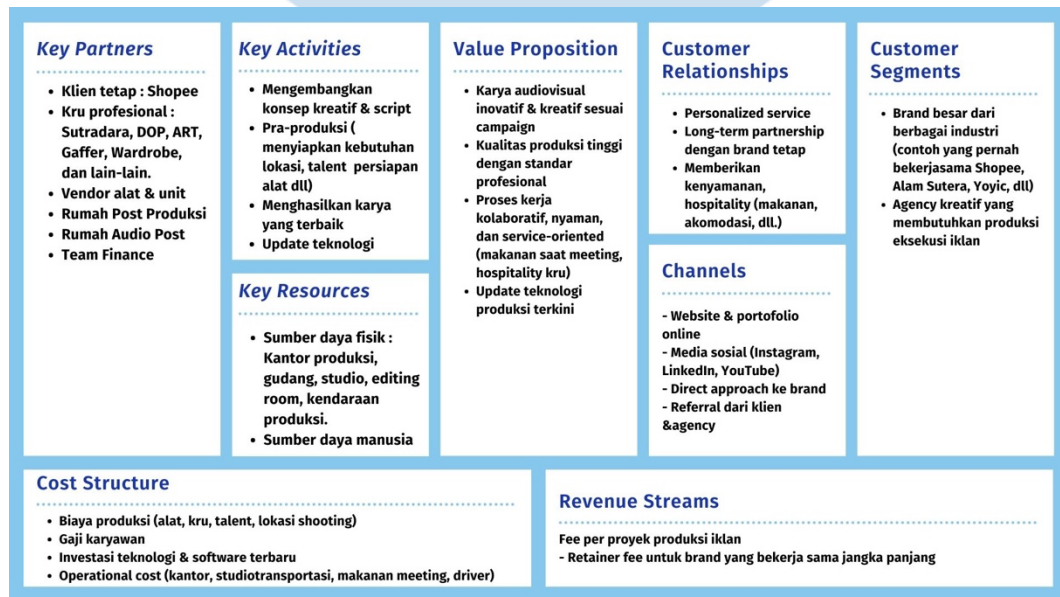 Key Partners
• Klien tetap : Shopee
• Kru profesional :
Sutradara, DOP, ART,
Gaffer, Wardrobe,
dan lain-lain.
• Vendor alat & unit
• Rumah Post Produksi
• Rumah Audio Post
• Team Finance
Key Activities
• Mengembangkan
konsep kreatif & script
• Pra-produksi (
menyiapkan kebutuhan
lokasi, talent persiapan
alat dll)
• Menghasilkan karya
yang terbaik
• Update teknologi
Key Resources
• Sumber daya fisik :
Kantor produksi,
gudang, studio, editing
room, kendaraan
produksi.
• Sumber daya manusia
Value Proposition
• Karya audiovisual
inovatif & kreatif sesuai
campaign
• Kualitas produksi tinggi
dengan standar
profesional
• Proses kerja
kolaboratif, nyaman,
dan service-oriented
(makanan saat meeting,
hospitality kru)
• Update teknologi
produksi terkini
Customer
Relationships
• Personalized service
• Long-term partnership
dengan brand tetap
• Memberikan
kenyamanan,
hospitality (makanan,
akomodasi, dll.)
Channels
- Website & portofolio
online
- Media sosial (Instagram,
LinkedIn, YouTube)
- Direct approach ke brand
- Referral dari klien
&agency
Customer
Segments
• Brand besar dari
berbagai industri
(contoh yang pernah
bekerjasama Shopee,
Alam Sutera, Yoyic, dll)
• Agency kreatif yang
membutuhkan produksi
eksekusi iklan
Cost Structure
• Biaya produksi (alat, kru, talent, lokasi shooting)
• Gaji karyawan
• Investasi teknologi & software terbaru
• Operational cost (kantor, studiotransportasi, makanan meeting, driver)
Revenue Streams
Fee per proyek produksi iklan
- Retainer fee untuk brand yang bekerja sama jangka panjang